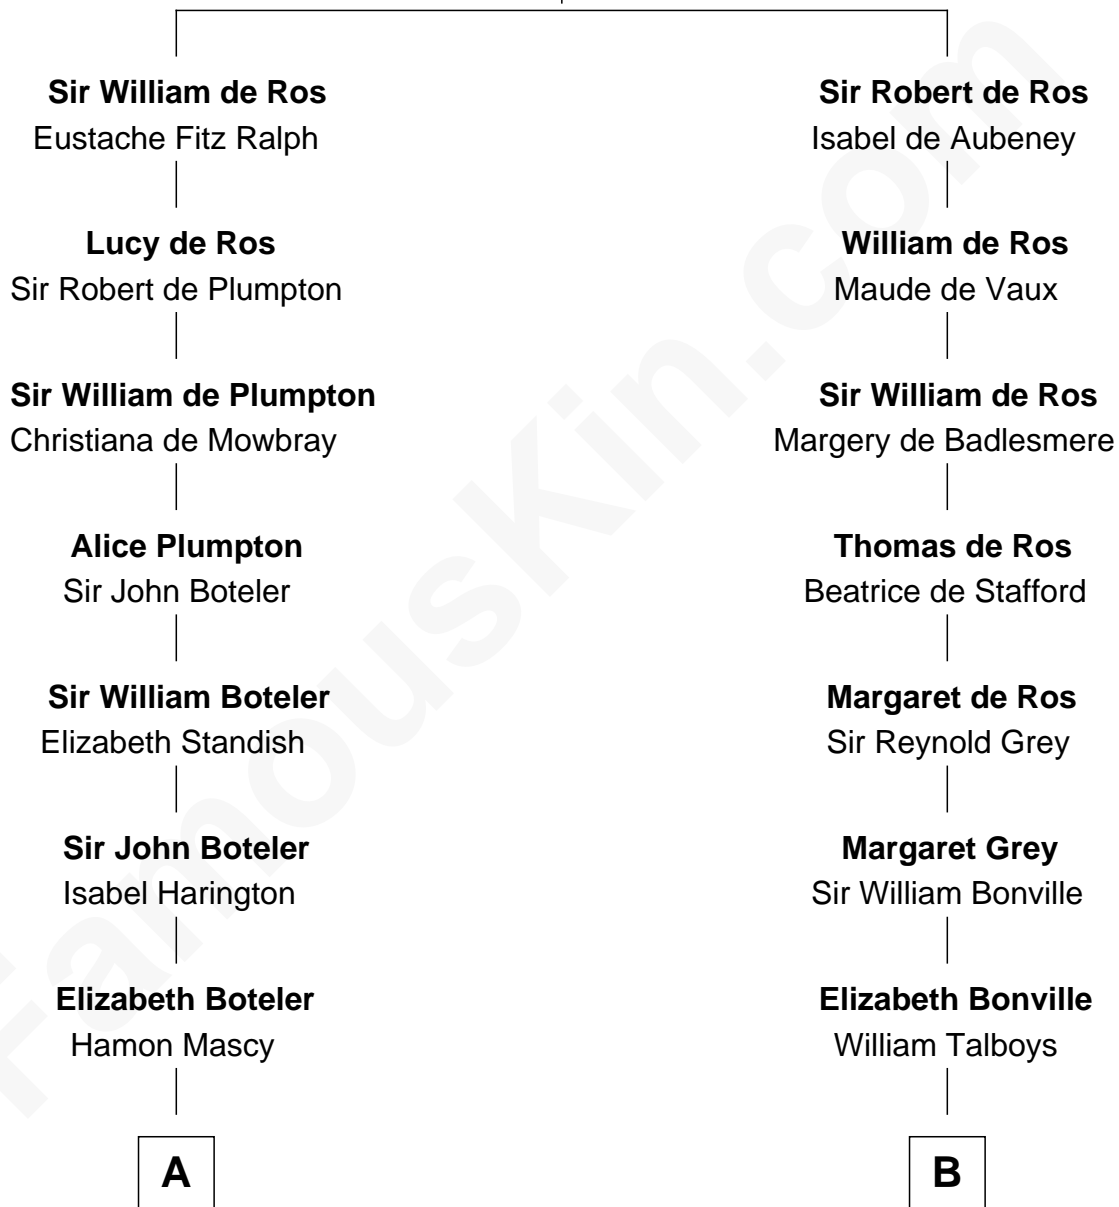 Sir William de Ros
Eustache Fitz Ralph
Sir Robert de Ros
Isabel de Aubeney
Lucy de Ros
Sir Robert de Plumpton
William de Ros
Maude de Vaux
Sir William de Plumpton
Christiana de Mowbray
Sir William de Ros
Margery de Badlesmere
Alice Plumpton
Sir John Boteler
Thomas de Ros
Beatrice de Stafford
Sir William Boteler
Elizabeth Standish
Margaret de Ros
Sir Reynold Grey
Sir John Boteler
Isabel Harington
Margaret Grey
Sir William Bonville
Elizabeth Boteler
Hamon Mascy
Elizabeth Bonville
William Talboys
A
B
FamousKin.com